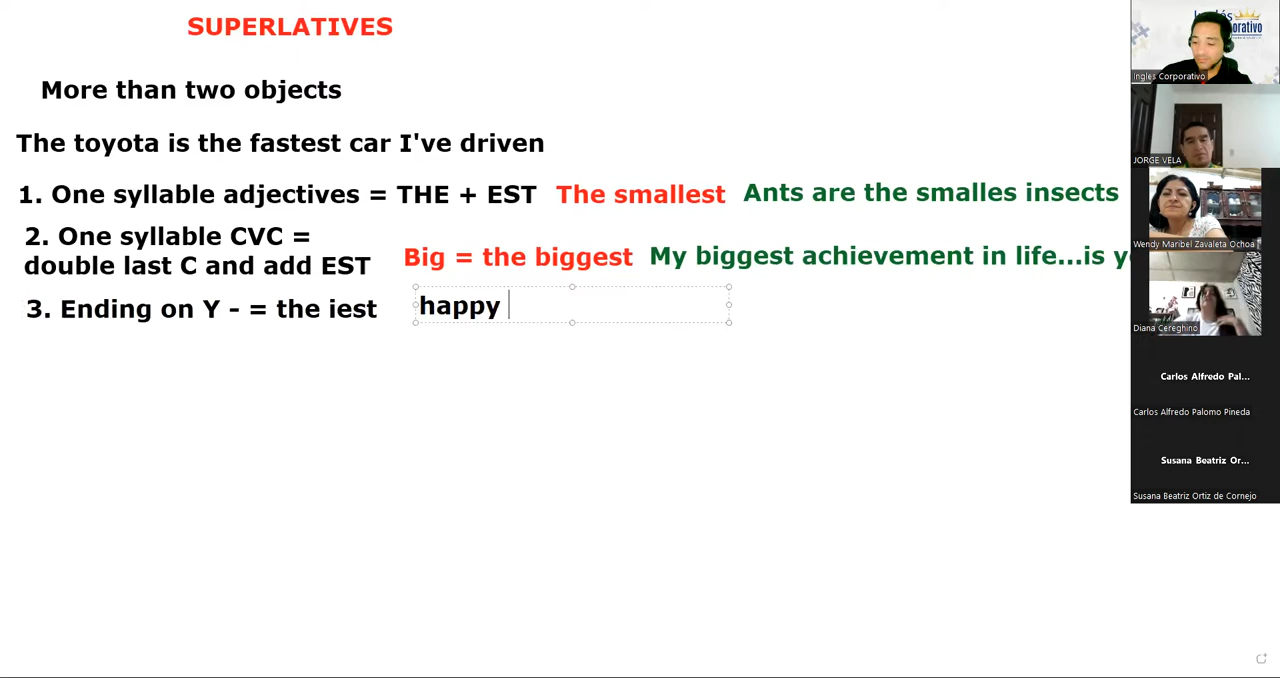 SUPERLATIVES
More than two objects
The toyota is the fastest car I've driven
1. One syllable adjectives = THE + EST The smallest Ants are the smalles insects
2. One syllable CVC =
double last C and add EST
Big = the biggest My biggest achievement in life...is
3. Ending on Y - = the iest happy
Inglés Corporativo
JORGE VELA
Wendy Maribel Zavaleta Ochoa
Diana Cereghino
Carlos Alfredo Pal...
Carlos Alfredo Palomo Pineda
Susana Beatriz Or...
Susana Beatriz Ortiz de Cornejo